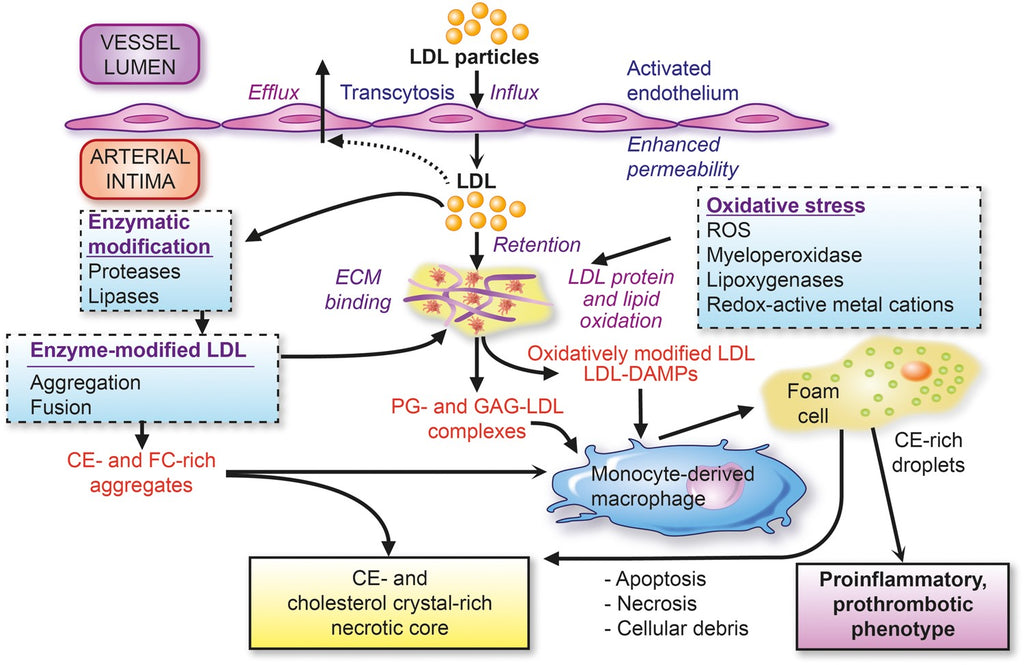 VESSEL
LUMEN
LDL particles
Efflux
Transcytosis
Influx
Activated
endothelium
ARTERIAL
INTIMA
Enhanced
permeability
LDL
Enzymatic
modification
Proteases
Lipases
Retention
ECM
binding
LDL protein
and lipid
oxidation
Oxidative stress
ROS
Myeloperoxidase
Lipoxygenases
Redox-active metal cations
Enzyme-modified LDL
Aggregation
Fusion
Oxidatively modified LDL
LDL-DAMPs
PG- and GAG-LDL
complexes
Foam
cell
CE-rich
droplets
CE- and FC-rich
aggregates
Monocyte-derived
macrophage
CE- and
cholesterol crystal-rich
necrotic core
- Apoptosis
- Necrosis
- Cellular debris
Proinflammatory,
prothrombotic
phenotype